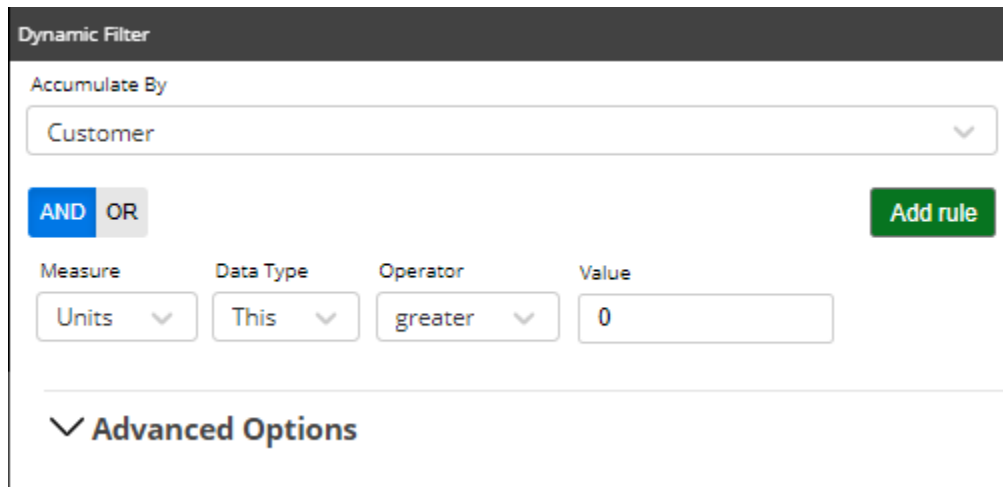 Dynamic Filter
Accumulate By
Customer
AND OR Add rule
Measure Data Type Operator Value
Units This greater 0
Advanced Options